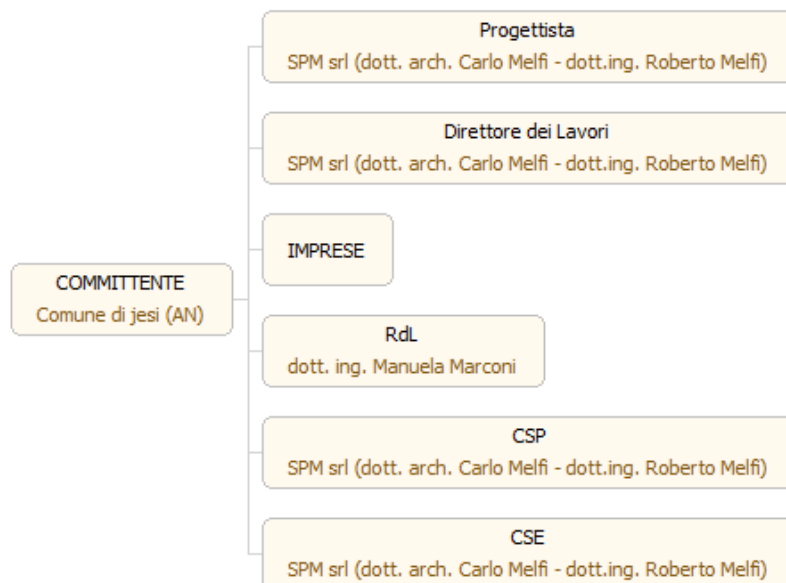 Progettista
SPM srl (dott. arch. Carlo Melfi - dott.ing. Roberto Melfi)
Direttore dei Lavori
SPM srl (dott. arch. Carlo Melfi - dott.ing. Roberto Melfi)
IMPRESE
COMMITTENTE
Comune di jesi (AN)
RdL
dott. ing. Manuela Marconi
CSP
SPM srl (dott. arch. Carlo Melfi - dott.ing. Roberto Melfi)
CSE
SPM srl (dott. arch. Carlo Melfi - dott.ing. Roberto Melfi)